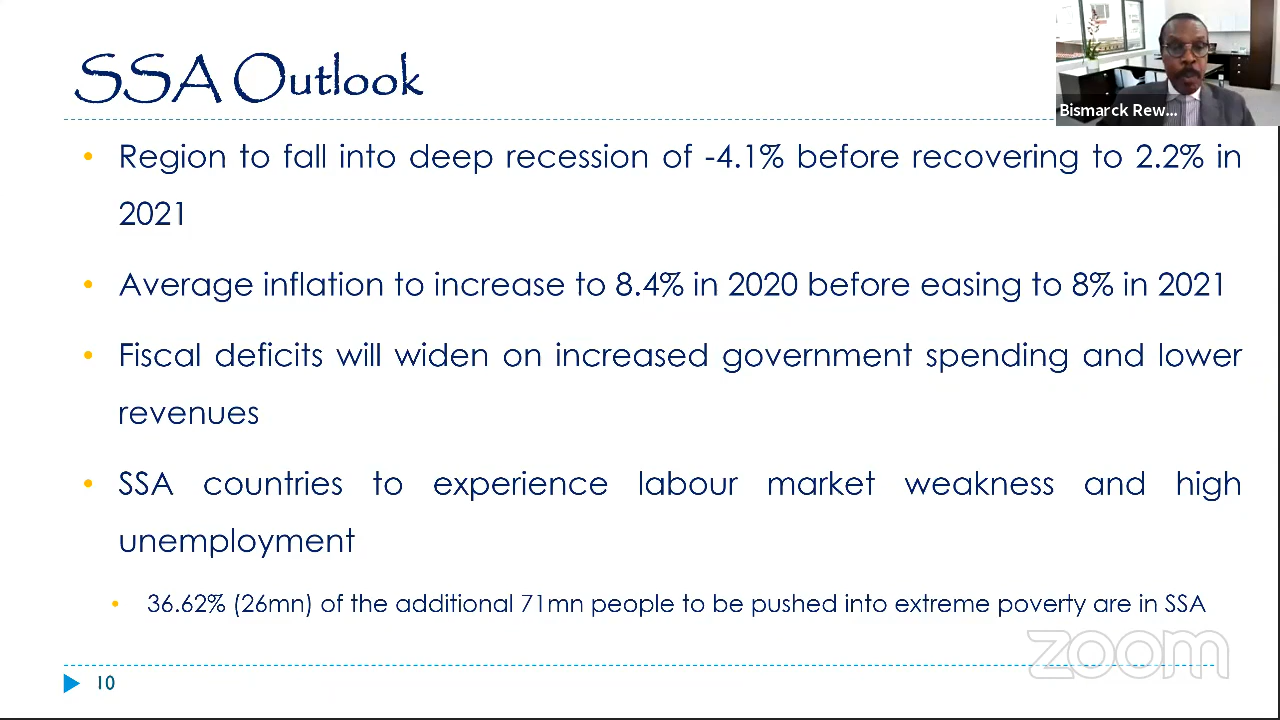 SSA Outlook
Bismarck Rew...
• Region to fall into deep recession of -4.1% before recovering to 2.2% in
2021
• Average inflation to increase to 8.4% in 2020 before easing to 8% in 2021
• Fiscal deficits will widen on increased government spending and lower
revenues
• SSA countries to experience labour market weakness and high
unemployment
• 36.62% (26mn) of the additional 71mn people to be pushed into extreme poverty are in SSA
zoom
10